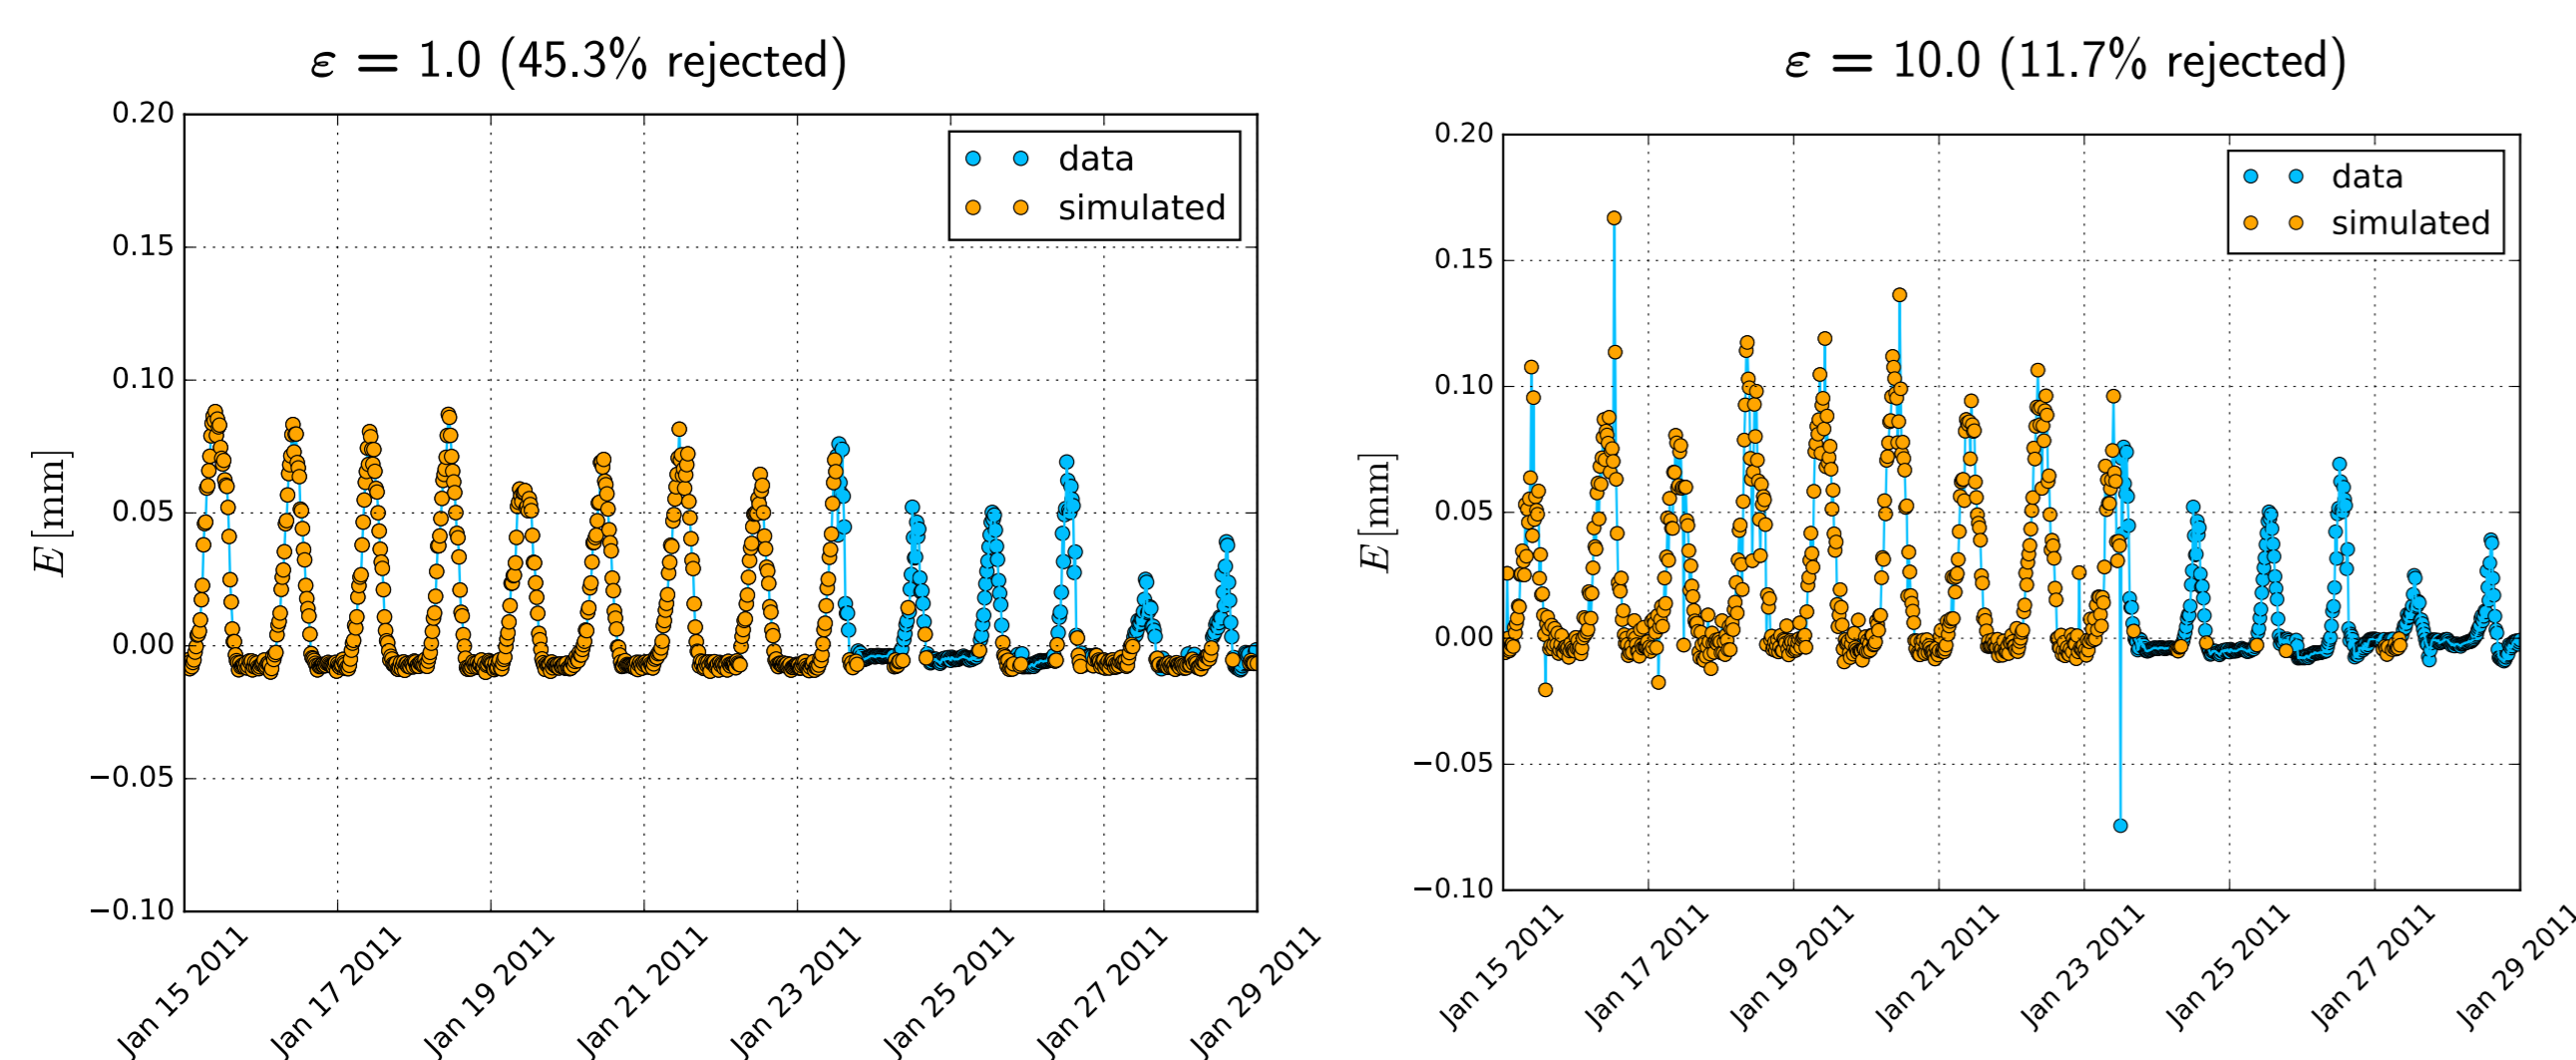 ε = 1.0 (45.3% rejected)
0.20
0.15
0.10
0.05
0.00
−0.05
−0.10
E [mm]
data
simulated
Jan 15 2011
Jan 17 2011
Jan 19 2011
Jan 21 2011
Jan 23 2011
Jan 25 2011
Jan 27 2011
Jan 29 2011
ε = 10.0 (11.7% rejected)
0.20
0.15
0.10
0.05
0.00
−0.05
−0.10
E [mm]
data
simulated
Jan 15 2011
Jan 17 2011
Jan 19 2011
Jan 21 2011
Jan 23 2011
Jan 25 2011
Jan 27 2011
Jan 29 2011